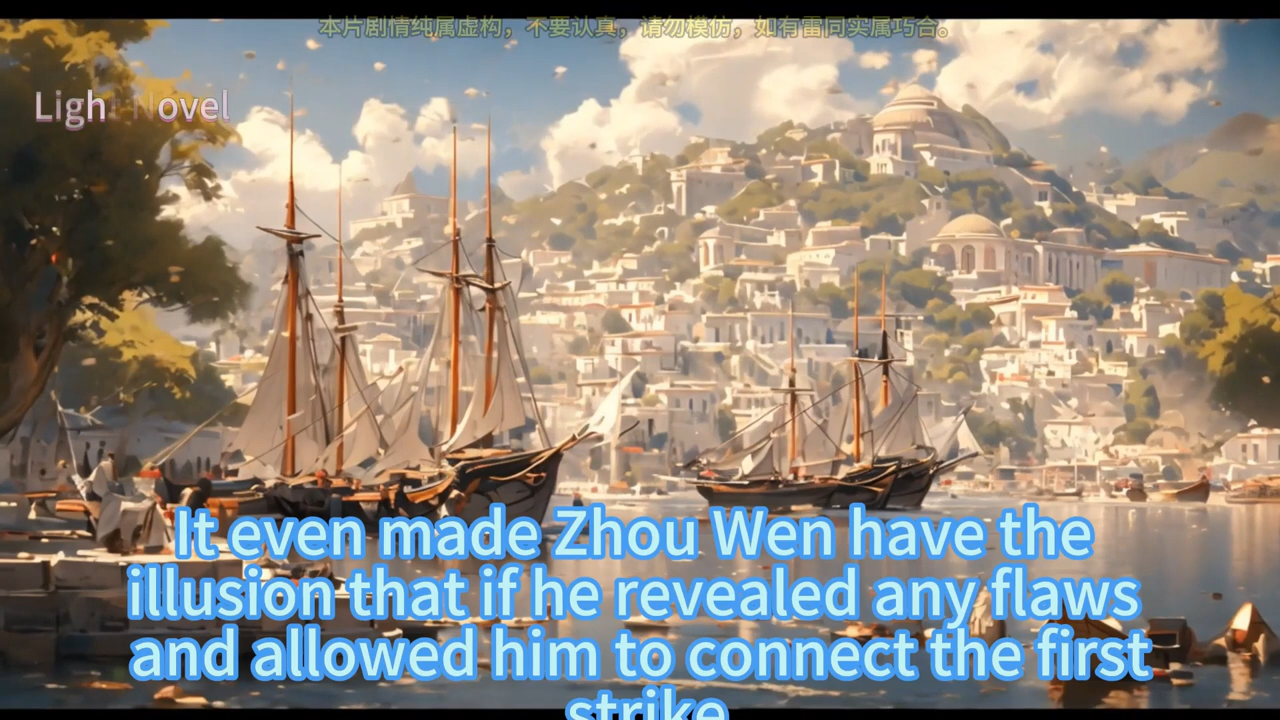 本片剧情纯属虚构，不要认真，请勿模仿，如有雷同实属巧合。
Light Novel
It even made Zhou Wen have the
illusion that if he revealed any flaws
and allowed him to connect the first
strike